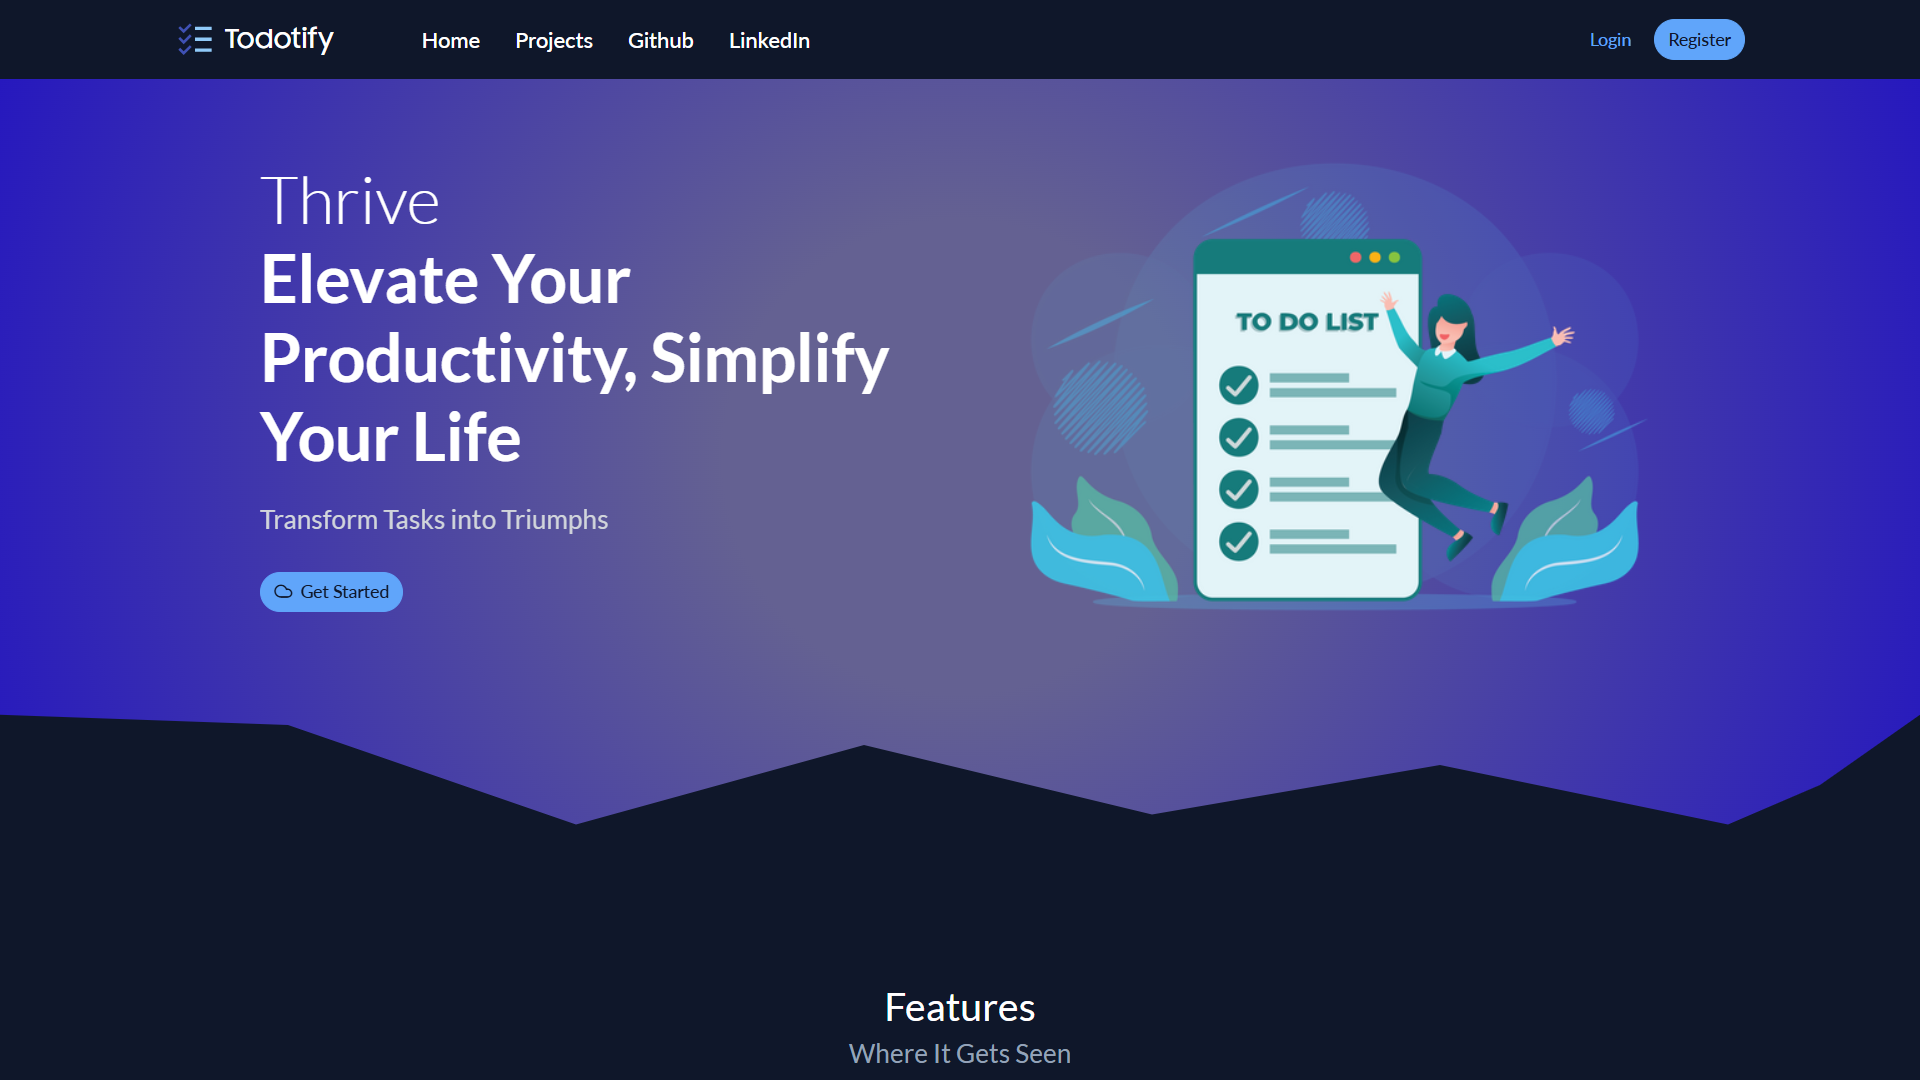 Todotify
Home
Projects
Github
LinkedIn
Login
Register
Thrive
Elevate Your
Productivity, Simplify
Your Life
Transform Tasks into Triumphs
Get Started
TO DO LIST
Features
Where It Gets Seen